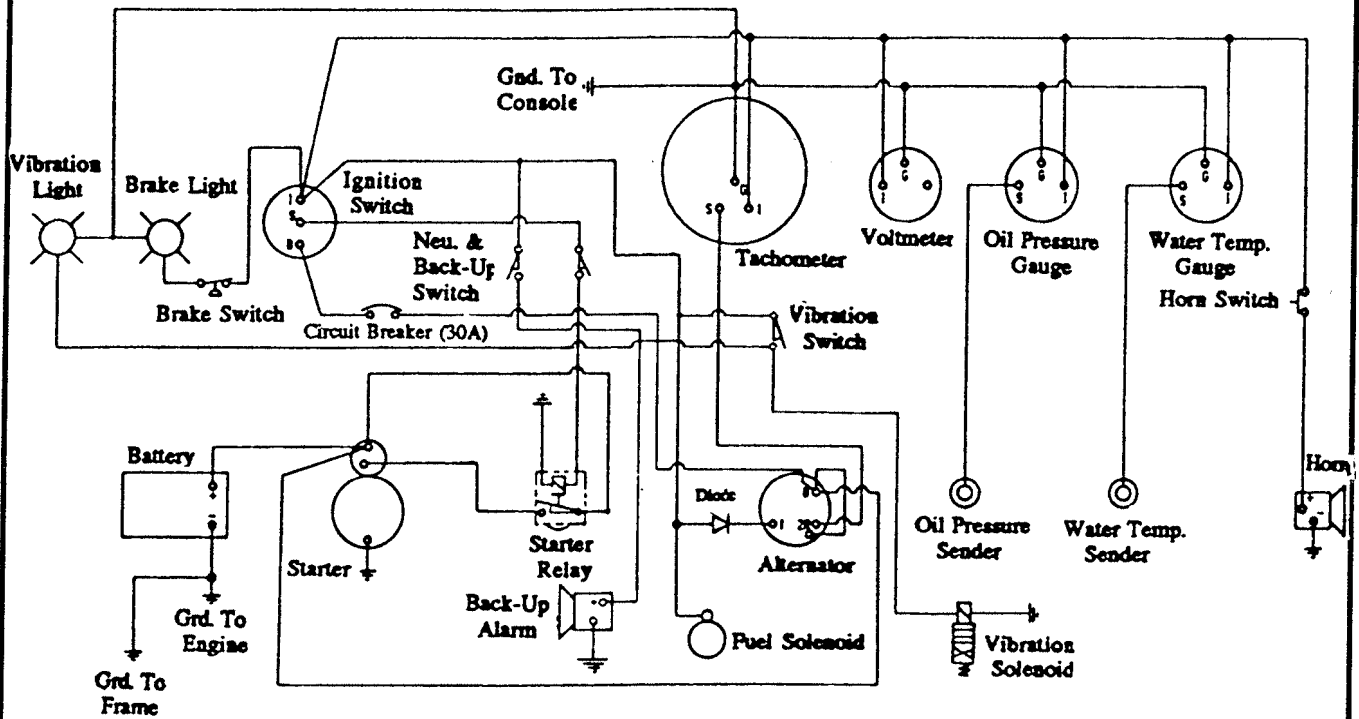 Gnd. To
Console
Vibration
Light
Brake Light
Ignition
Switch
I
S
B
Neu. &
Back-Up
Switch
Brake Switch
Circuit Breaker (30A)
G
S
I
Tachometer
G
I
Voltmeter
G
S
I
Oil Pressure
Gauge
G
S
I
Water Temp.
Gauge
Horn Switch
Vibration
Switch
Battery
+
-
Starter
Grd. To
Engine
Grd. To
Frame
Starter
Relay
Back-Up
Alarm
+
-
Diode
B
I
Alternator
Fuel Solenoid
Oil Pressure
Sender
Water Temp.
Sender
Vibration
Solenoid
Horn
+
-